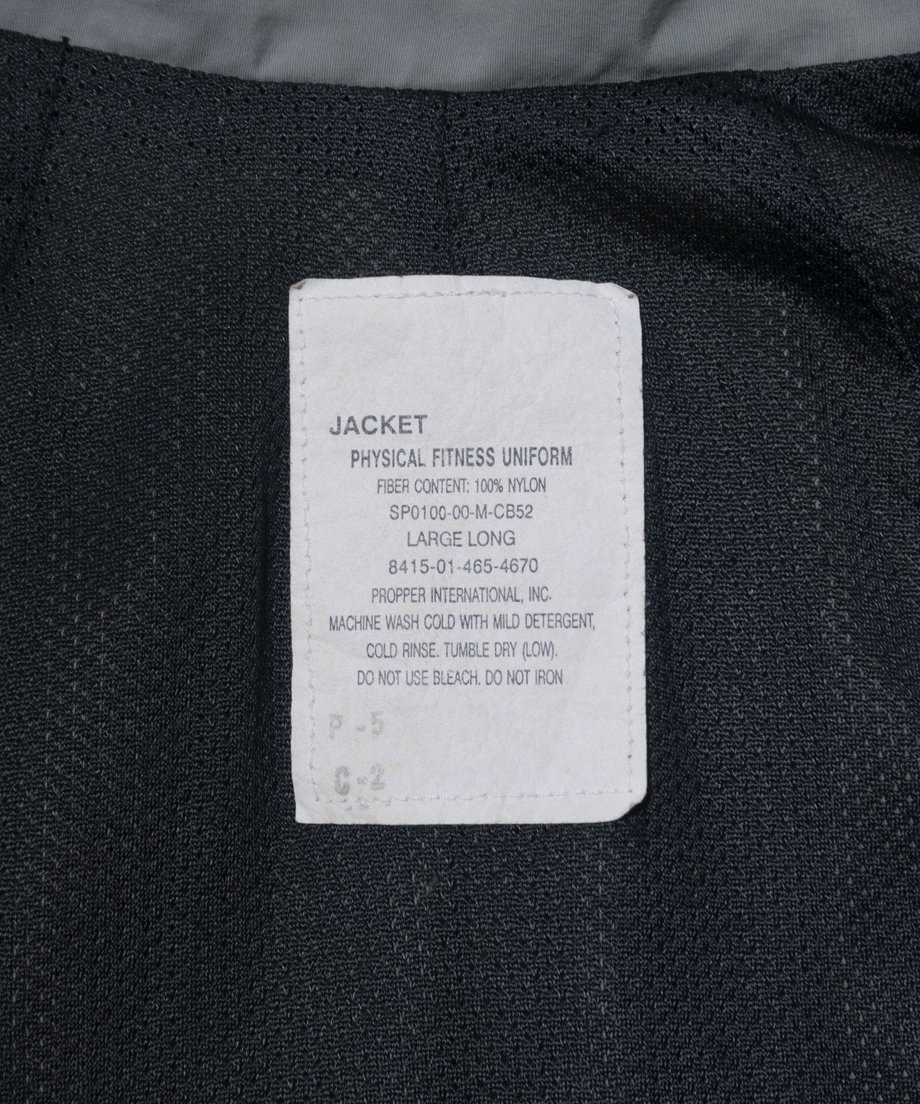 JACKET
PHYSICAL FITNESS UNIFORM
FIBER CONTENT: 100% NYLON
SP0100-00-M-CB52
LARGE LONG
8415-01-465-4670
PROPPER INTERNATIONAL, INC.
MACHINE WASH COLD WITH MILD DETERGENT,
COLD RINSE. TUMBLE DRY (LOW).
DO NOT USE BLEACH. DO NOT IRON
P-5
C-2